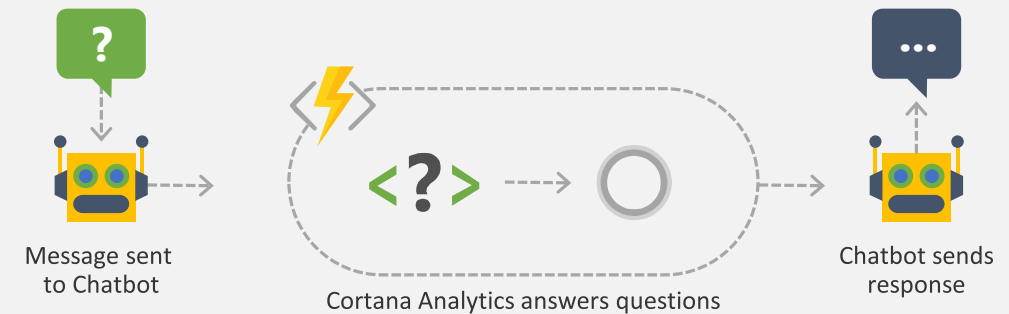 ?
...
<?>
Message sent
to Chatbot
Cortana Analytics answers questions
Chatbot sends
response